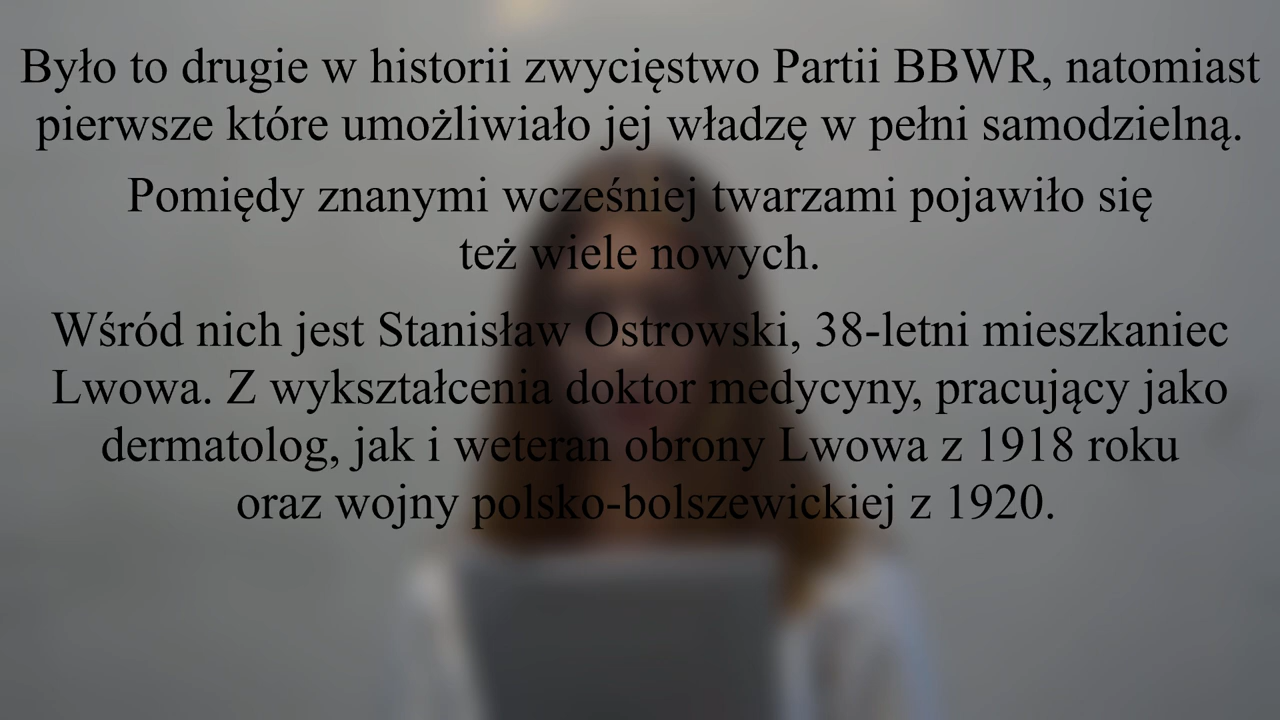 Było to drugie w historii zwycięstwo Partii BBWR, natomiast
pierwsze które umożliwiało jej władzę w pełni samodzielną.
Pomiędy znanymi wcześniej twarzami pojawiło się
też wiele nowych.
Wśród nich jest Stanisław Ostrowski, 38-letni mieszkaniec
Lwowa. Z wykształcenia doktor medycyny, pracujący jako
dermatolog, jak i weteran obrony Lwowa z 1918 roku
oraz wojny polsko-bolszewickiej z 1920.